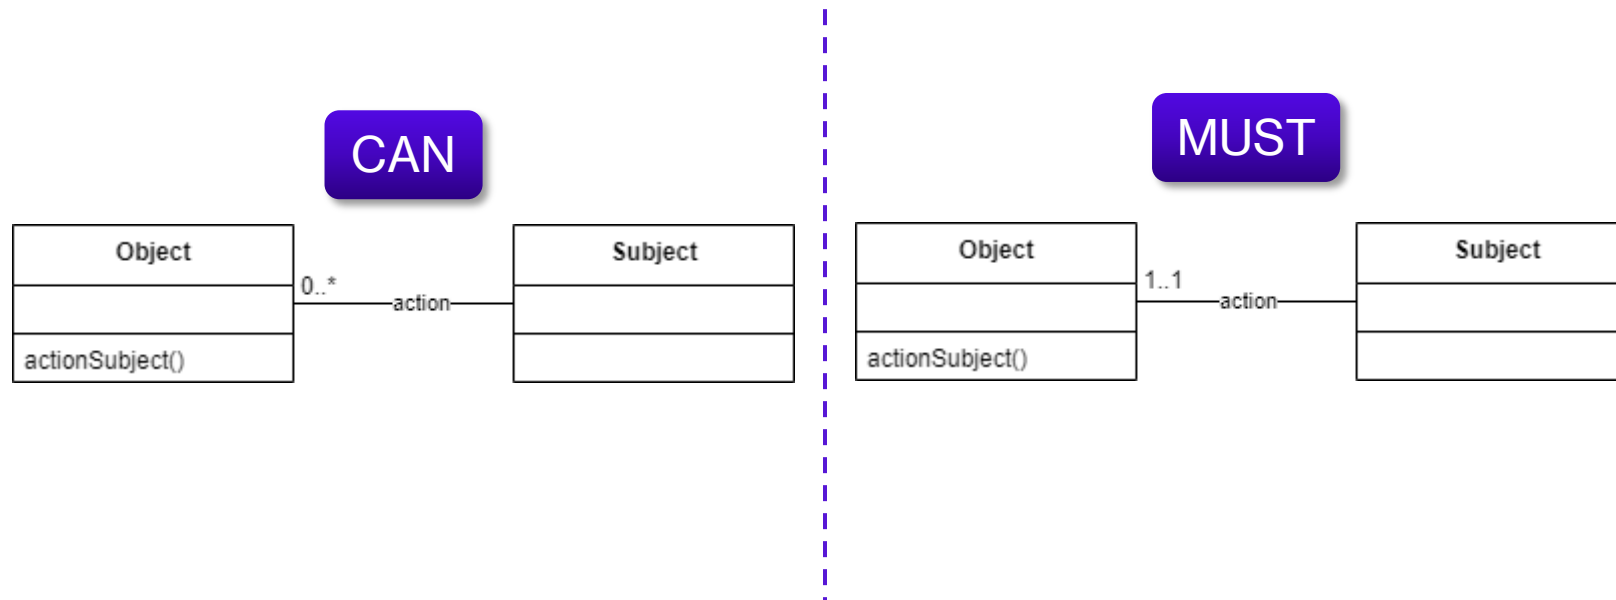 CAN
Object
Subject
0..*
action
actionSubject()
MUST
Object
Subject
1..1
action
actionSubject()